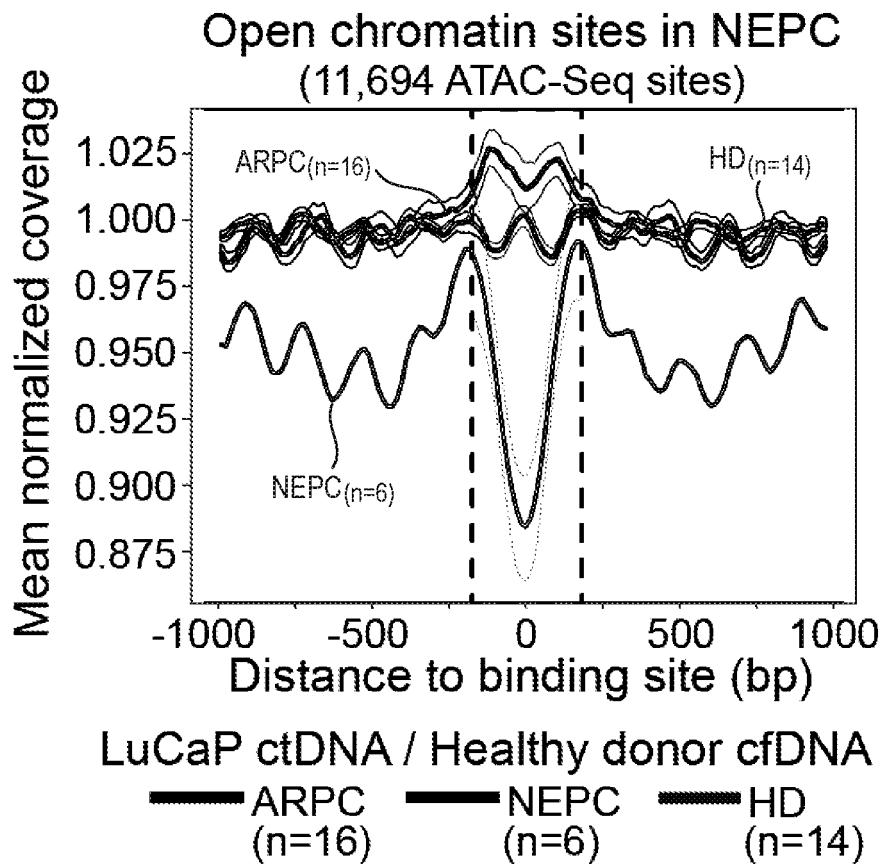 Open chromatin sites in NEPC
(11,694 ATAC-Seq sites)
Mean normalized coverage
1.025
1.000
0.975
0.950
0.925
0.900
0.875
ARPC(n=16)
HD(n=14)
NEPC(n=6)
-1000 -500 0 500 1000
Distance to binding site (bp)
LuCaP ctDNA / Healthy donor cfDNA
ARPC NEPC HD
(n=16) (n=6) (n=14)